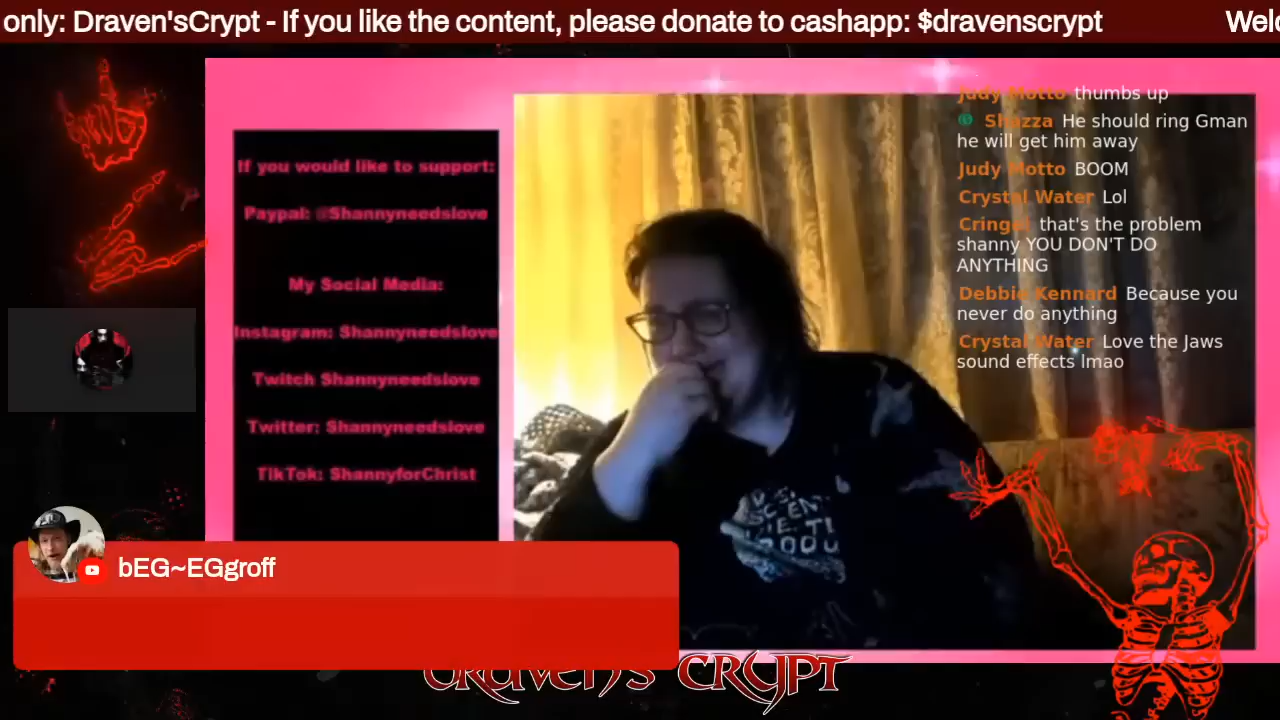 only: Draven'sCrypt - If you like the content, please donate to cashapp: $dravenscrypt
Welc
If you would like to support:
Paypal: @Shannyneedslove
My Social Media:
Instagram: Shannyneedslove
Twitch Shannyneedslove
Twitter: Shannyneedslove
TikTok: ShannyforChrist
Judy Motto thumbs up
Shazza He should ring Gman
he will get him away
Judy Motto BOOM
Crystal Water Lol
Cringe that's the problem
shanny YOU DON'T DO
ANYTHING
Debbie Kennard Because you
never do anything
Crystal Water Love the Jaws
sound effects lmao
bEG~EGgroff
DRAVEN'S CRYPT